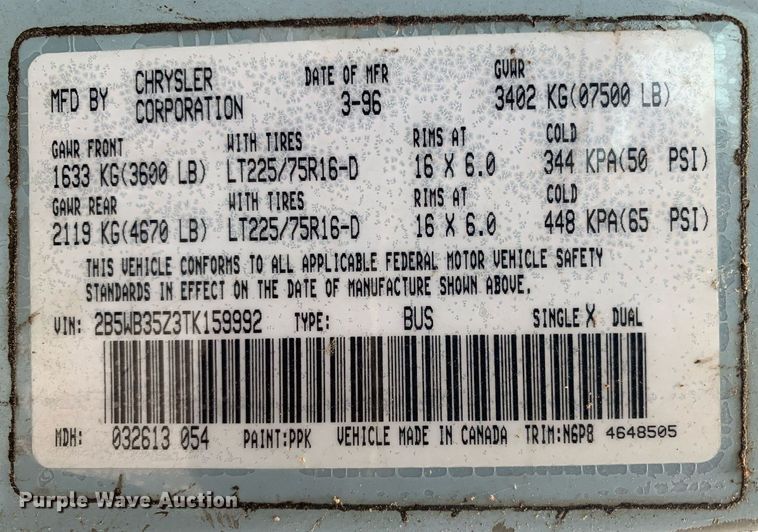 MFD BY CHRYSLER CORPORATION DATE OF MFR 3-96 GVWR 3402 KG(07500 LB)
GAWR FRONT WITH TIRES RIMS AT COLD
1633 KG(3600 LB) LT225/75R16-D 16 X 6.0 344 KPA(50 PSI)
GAWR REAR WITH TIRES RIMS AT COLD
2119 KG(4670 LB) LT225/75R16-D 16 X 6.0 448 KPA(65 PSI)
THIS VEHICLE CONFORMS TO ALL APPLICABLE FEDERAL MOTOR VEHICLE SAFETY
STANDARDS IN EFFECT ON THE DATE OF MANUFACTURE SHOWN ABOVE.
VIN: 2B5WB35Z3TK159992 TYPE: BUS SINGLE X DUAL
MDH: 032613 054 PAINT:PPK VEHICLE MADE IN CANADA TRIM:N6P8 4648505
Purple Wave Auction